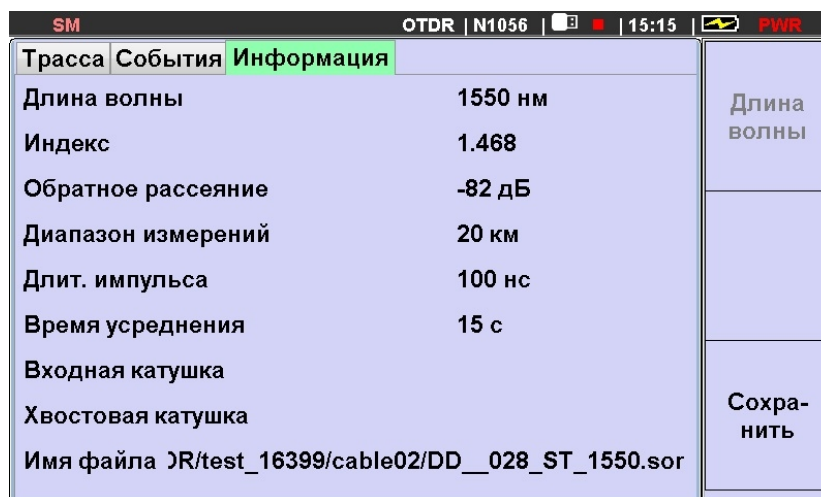 SM OTDR | N1056 | | 15:15 | PWR
Трасса События Информация
Длина волны 1550 нм
Индекс 1.468
Обратное рассеяние -82 дБ
Диапазон измерений 20 км
Длит. импульса 100 нс
Время усреднения 15 с
Входная катушка
Хвостовая катушка
Имя файла DR/test_16399/cable02/DD__028_ST_1550.sor
Длина
волны
Сохра-
нить